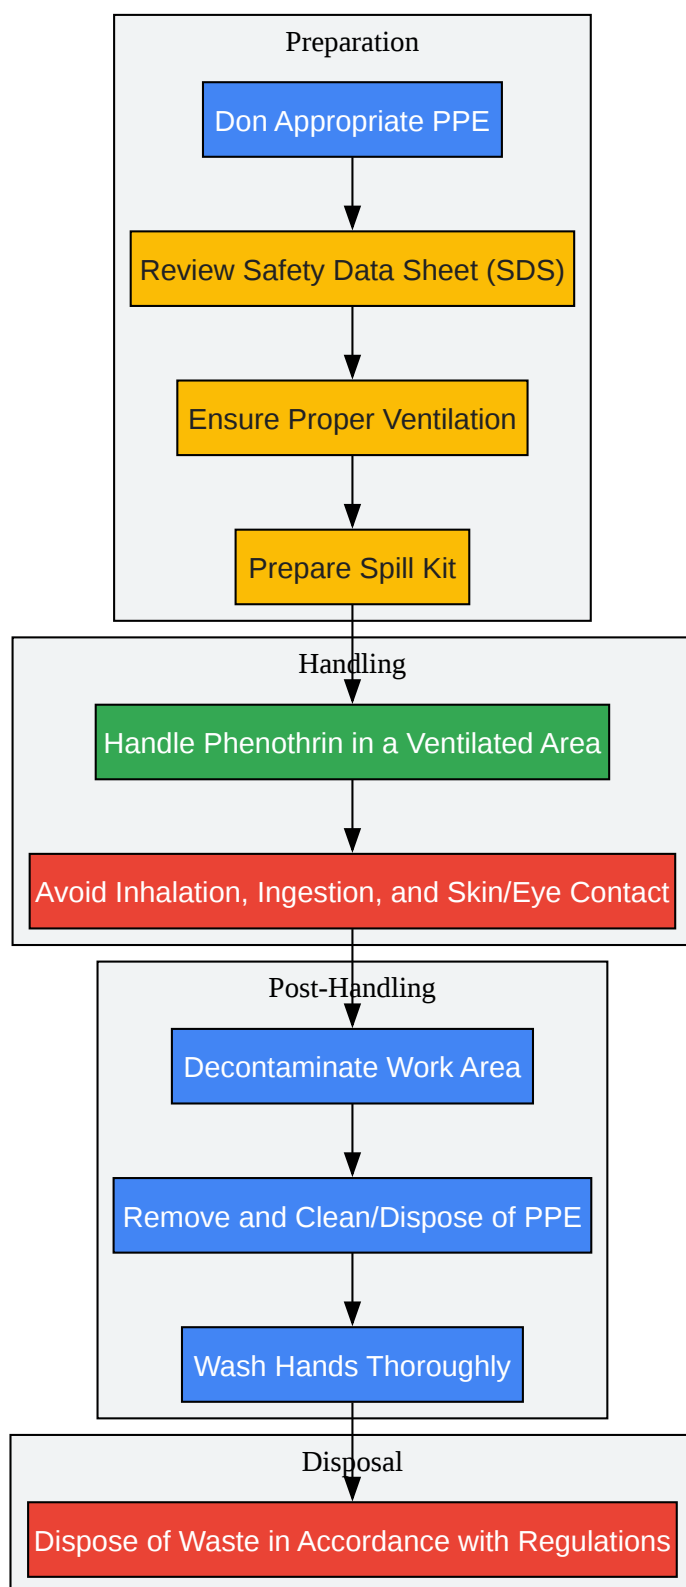 Preparation
Don Appropriate PPE
Review Safety Data Sheet (SDS)
Ensure Proper Ventilation
Prepare Spill Kit
Handling
Handle Phenothrin in a Ventilated Area
Avoid Inhalation, Ingestion, and Skin/Eye Contact
Post-Handling
Decontaminate Work Area
Remove and Clean/Dispose of PPE
Wash Hands Thoroughly
Disposal
Dispose of Waste in Accordance with Regulations